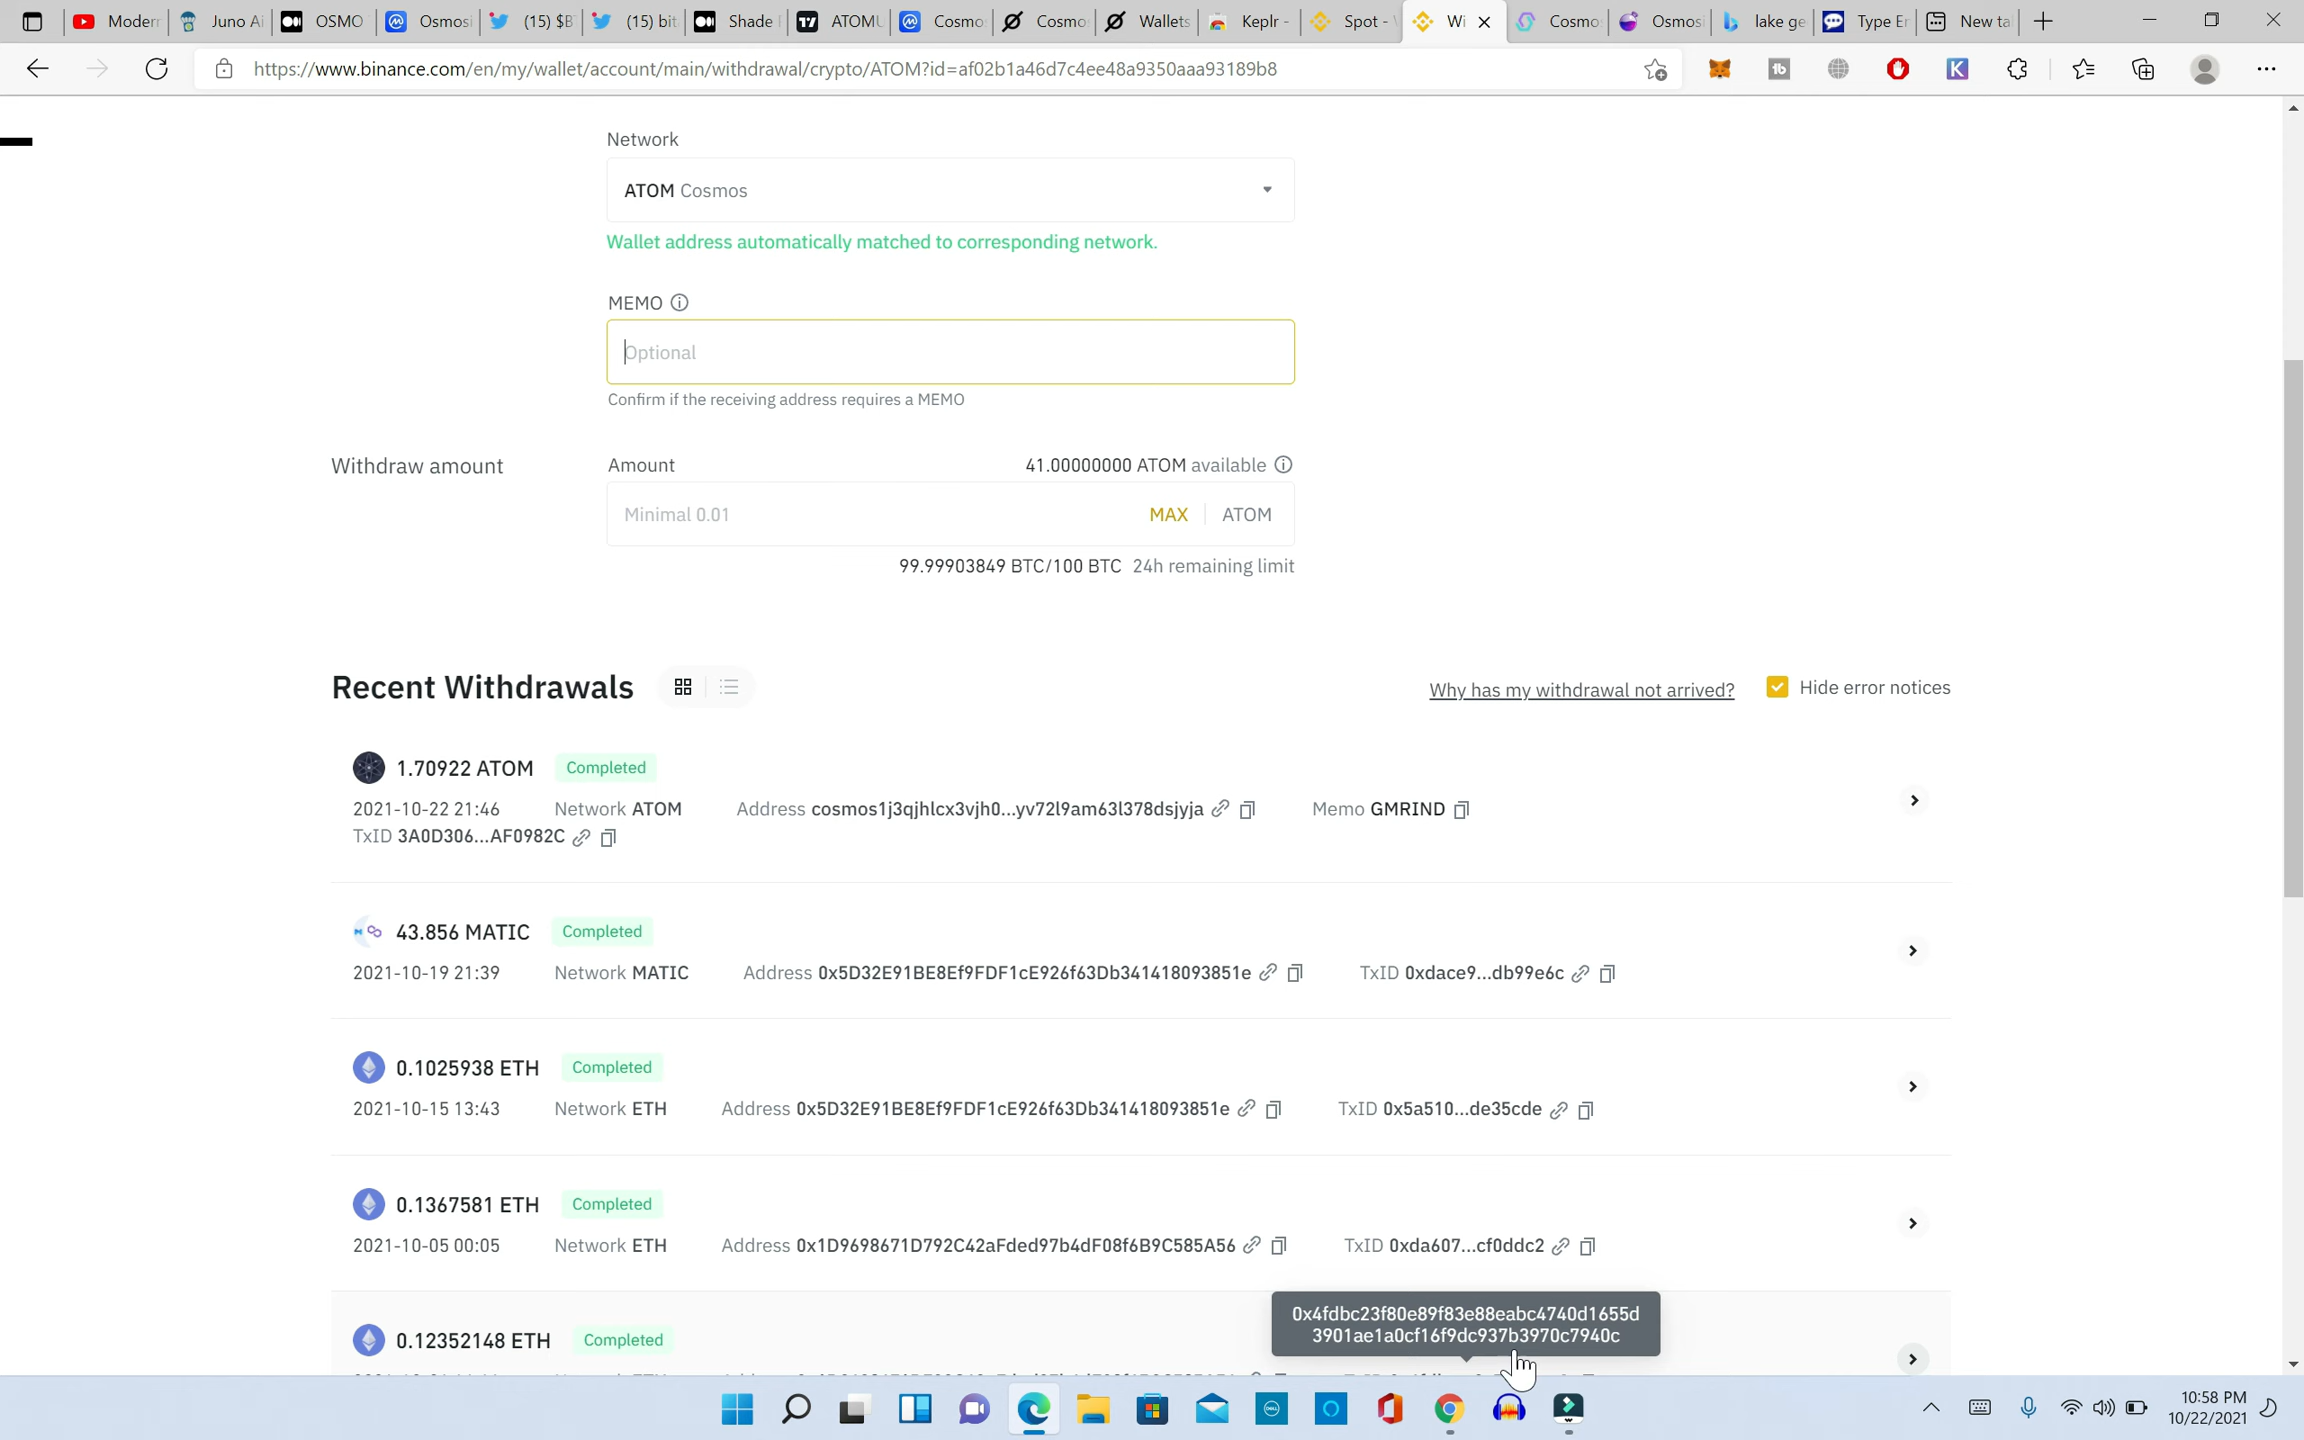 Modern
Juno Ai
OSMO
Osmosi
(15) $B
(15) bit
Shade
ATOMU
Cosmo
Cosmo
Wallets
Keplr -
Spot -
Wi
Cosmo
Osmosi
lake ge
Type Er
New ta
https://www.binance.com/en/my/wallet/account/main/withdrawal/crypto/ATOM?id=af02b1a46d7c4ee48a9350aaa93189b8
Network
ATOM Cosmos
Wallet address automatically matched to corresponding network.
MEMO
Optional
Confirm if the receiving address requires a MEMO
Withdraw amount
Amount 41.00000000 ATOM available
Minimal 0.01 MAX ATOM
99.99903849 BTC/100 BTC 24h remaining limit
Recent Withdrawals
Why has my withdrawal not arrived? Hide error notices
1.70922 ATOM Completed
2021-10-22 21:46 Network ATOM Address cosmos1j3qjhlcx3vjh0...yv72l9am63l378dsjyja Memo GMRIND
TxID 3A0D306...AF0982C
43.856 MATIC Completed
2021-10-19 21:39 Network MATIC Address 0x5D32E91BE8Ef9FDF1cE926f63Db341418093851e TxID 0xdace9...db99e6c
0.1025938 ETH Completed
2021-10-15 13:43 Network ETH Address 0x5D32E91BE8Ef9FDF1cE926f63Db341418093851e TxID 0x5a510...de35cde
0.1367581 ETH Completed
2021-10-05 00:05 Network ETH Address 0x1D9698671D792C42aFded97b4dF08f6B9C585A56 TxID 0xda607...cf0ddc2
0x4fdbc23f80e89f83e88eabc4740d1655d
3901ae1a0cf16f9dc937b3970c7940c
0.12352148 ETH Completed
10:58 PM
10/22/2021